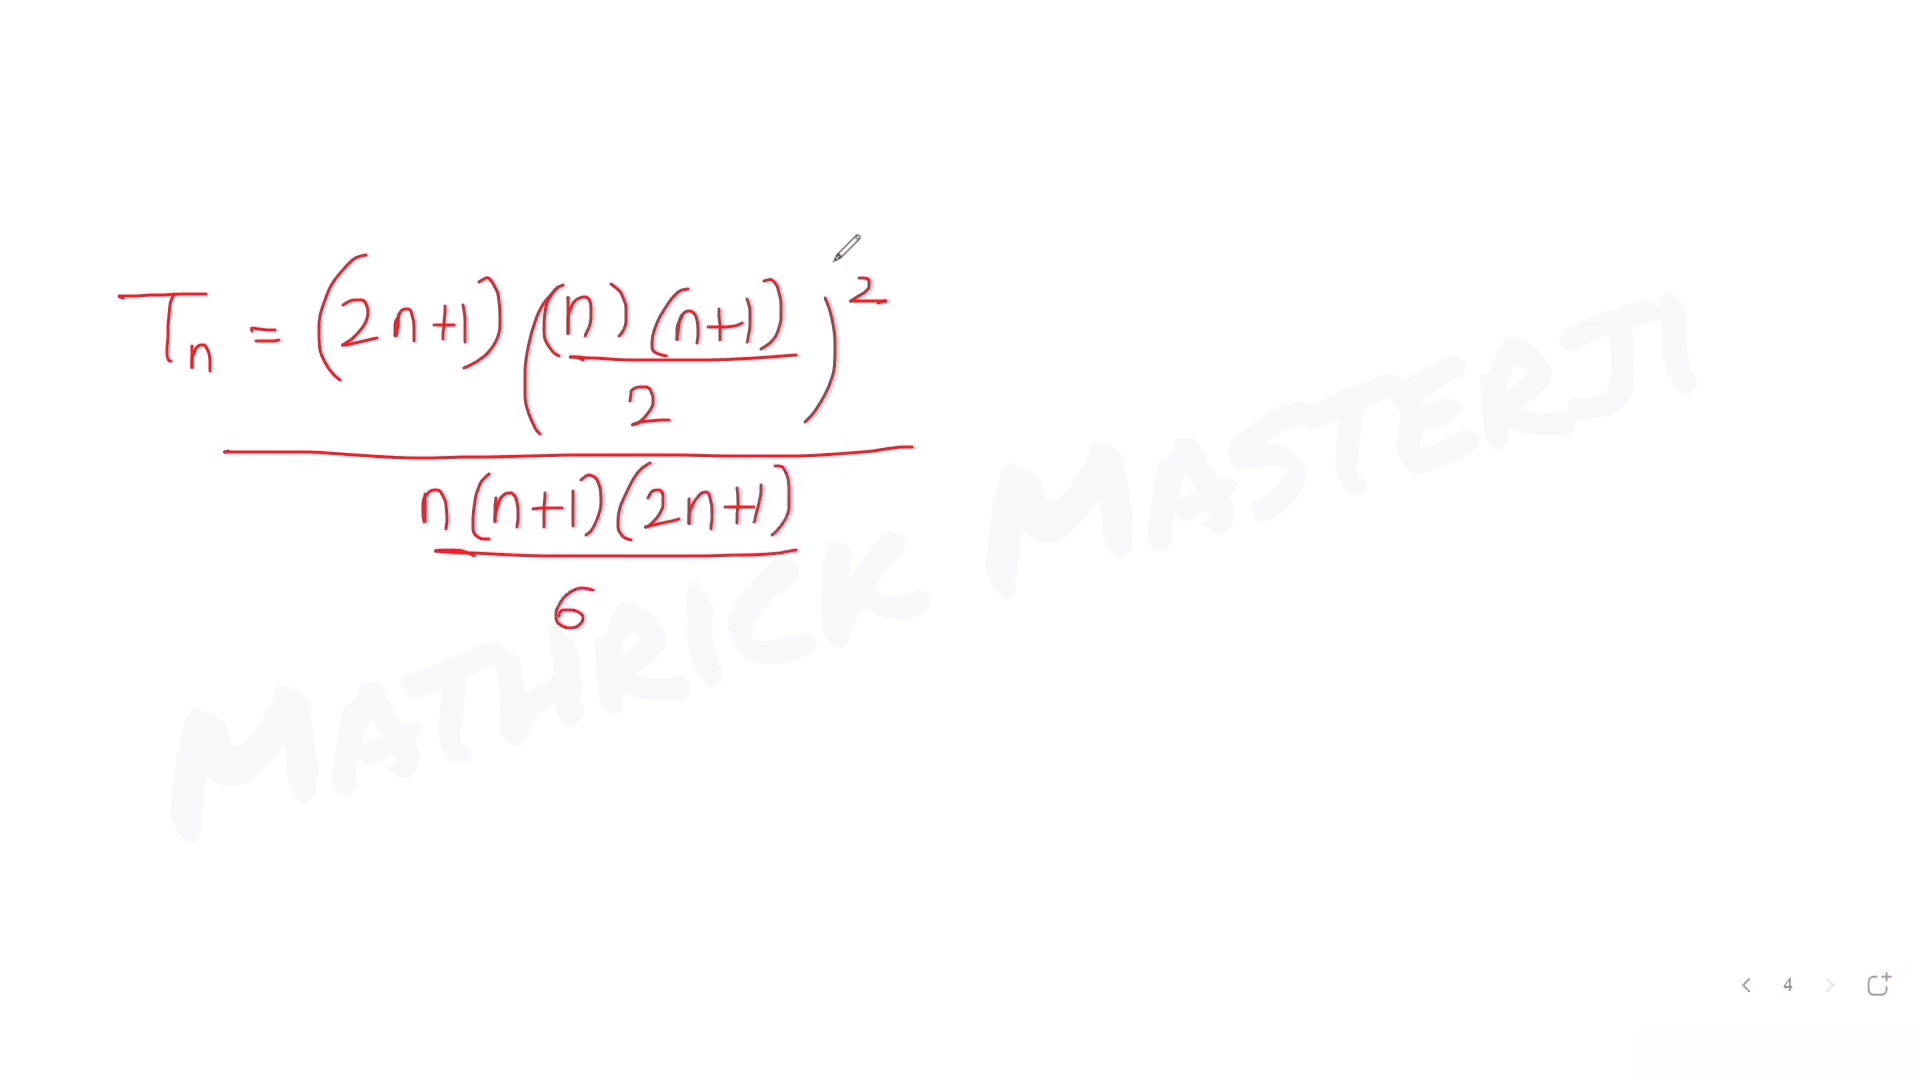 Tn = (2n+1) ((n)(n+1)/2)^2
n(n+1)(2n+1)
6
MATHRICK MASTERJI
4